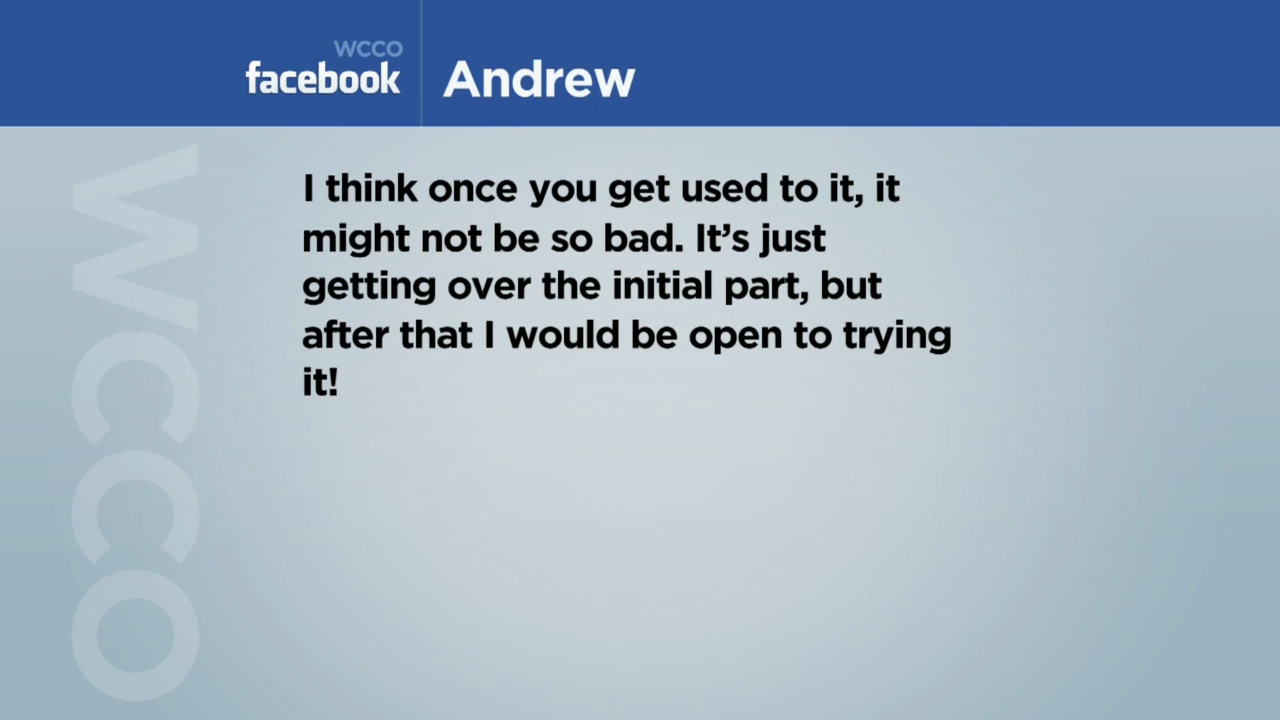 WCCO
facebook
Andrew
I think once you get used to it, it
might not be so bad. It’s just
getting over the initial part, but
after that I would be open to trying
it!
WCCO